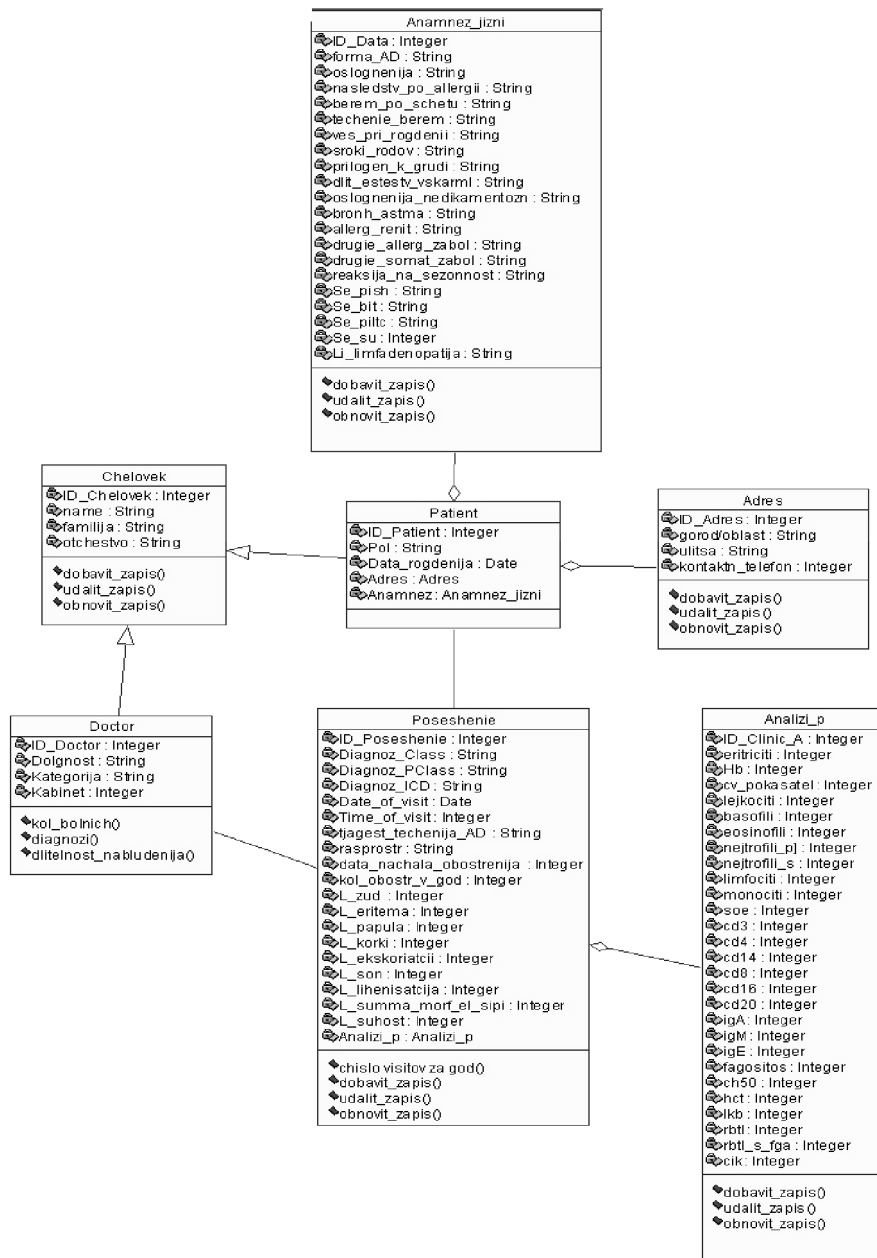 Anamnez_jizni
ID_Data : Integer
forma_AD : String
oslognenija : String
nasledstv_po_allergii : String
berem_po_schetu : String
techenie_berem : String
ves_pri_rogdenii : String
sroki_rodov : String
prilogen_k_grudi : String
dlit_estestv_vskarml : String
oslognenija_nedikamentozn : String
bronh_astma : String
allerg_renit : String
drugie_allerg_zabol : String
drugie_somat_zabol : String
reaksija_na_sezonnost : String
Se_pish : String
Se_bit : String
Se_piltc : String
Se_su : Integer
Li_limfadenopatija : String
dobavit_zapis()
udalit_zapis()
obnovit_zapis()
Chelovek
ID_Chelovek : Integer
name : String
familija : String
otchestvo : String
dobavit_zapis()
udalit_zapis()
obnovit_zapis()
Patient
ID_Patient : Integer
Pol : String
Data_rogdenija : Date
Adres : Adres
Anamnez : Anamnez_jizni
Adres
ID_Adres : Integer
gorod/oblast : String
ulitsa : String
kontaktn_telefon : Integer
dobavit_zapis()
udalit_zapis()
obnovit_zapis()
Doctor
ID_Doctor : Integer
Dolgnost : String
Kategorija : String
Kabinet : Integer
kol_bolnich()
diagnozi()
dlitelnost_nabludenija()
Poseshenie
ID_Poseshenie : Integer
Diagnoz_Class : String
Diagnoz_PClass : String
Diagnoz_ICD : String
Date_of_visit : Date
Time_of_visit : Integer
tjagest_techenija_AD : String
rasprostr : String
data_nachala_obostrenija : Integer
kol_obostr_v_god : Integer
L_zud : Integer
L_eritema : Integer
L_papula : Integer
L_korki : Integer
L_ekskoriatcii : Integer
L_son : Integer
L_lihenisatcija : Integer
L_summa_morf_el_sipi : Integer
L_suhost : Integer
Analizi_p : Analizi_p
chislo visitov za god()
dobavit_zapis()
udalit_zapis()
obnovit_zapis()
Analizi_p
ID_Clinic_A : Integer
eritriciti : Integer
Hb : Integer
cv_pokasatel : Integer
lejkociti : Integer
basofili : Integer
eosinofili : Integer
nejtrofili_pj : Integer
nejtrofili_s : Integer
limfociti : Integer
monociti : Integer
soe : Integer
cd3 : Integer
cd4 : Integer
cd14 : Integer
cd8 : Integer
cd16 : Integer
cd20 : Integer
igA : Integer
igM : Integer
igE : Integer
fagositos : Integer
ch50 : Integer
hct : Integer
lkb : Integer
rbtl : Integer
rbtl_s_fga : Integer
cik : Integer
dobavit_zapis()
udalit_zapis()
obnovit_zapis()